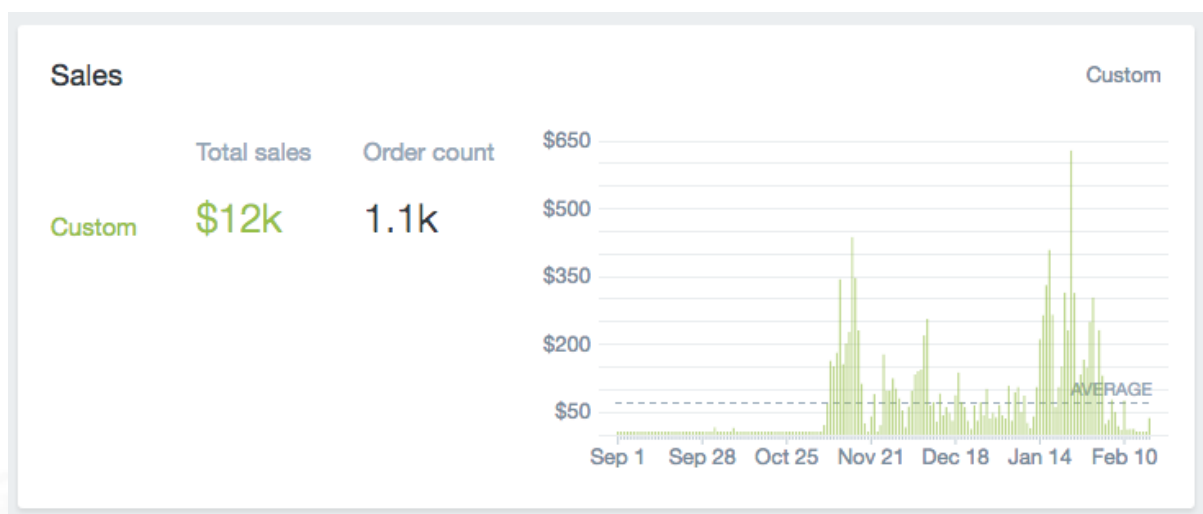 Sales
Custom
Total sales
Order count
Custom
$12k
1.1k
$650
$500
$350
$200
$50
AVERAGE
Sep 1
Sep 28
Oct 25
Nov 21
Dec 18
Jan 14
Feb 10